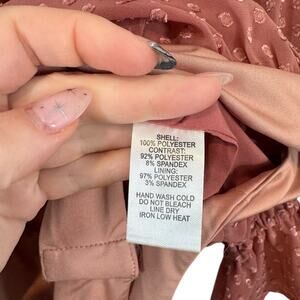 SHELL:
100% POLYESTER
CONTRAST:
92% POLYESTER
8% SPANDEX
LINING:
97% POLYESTER
3% SPANDEX
HAND WASH COLD
DO NOT BLEACH
LINE DRY
IRON LOW HEAT